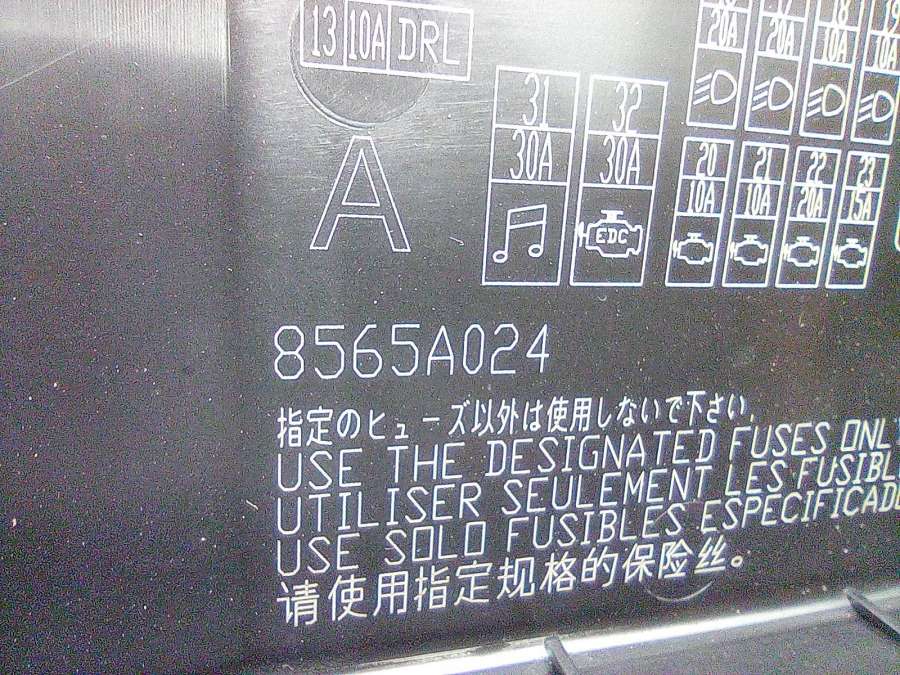 13 10A DRL
20A 20A 10A 10A
31 32
30A 30A
EDC
20 21 22 23
10A 10A 20A 15A
A
8565A024
指定のヒューズ以外は使用しないで下さい.
USE THE DESIGNATED FUSES ONL
UTILISER SEULEMENT LES FUSIBL
USE SOLO FUSIBLES ESPECIFICADO
请使用指定规格的保险丝。